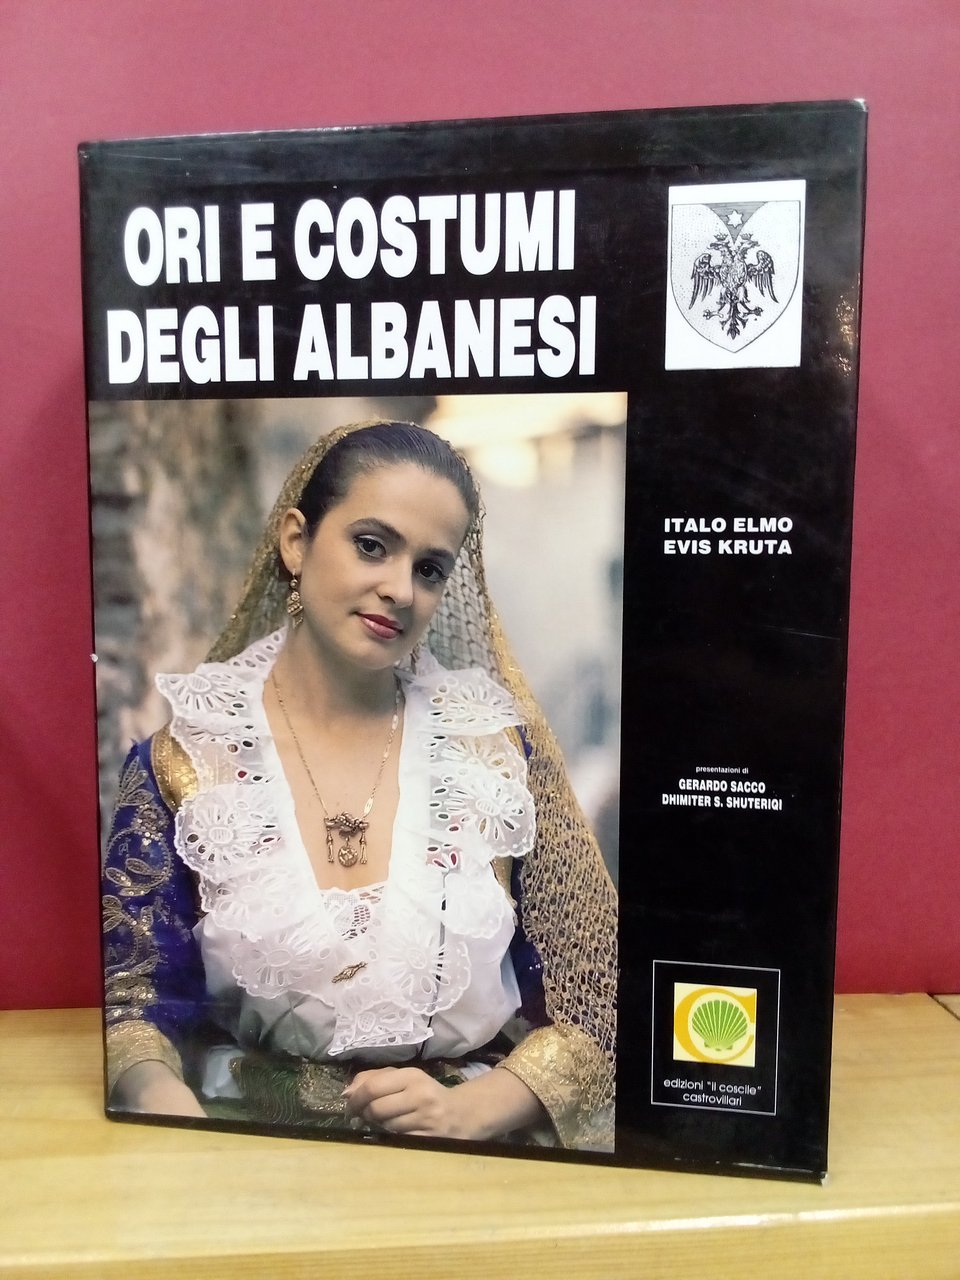 ORI E COSTUMI
DEGLI ALBANESI
ITALO ELMO
EVIS KRUTA
presentazioni di
GERARDO SACCO
DHIMITER S. SHUTERIQI
edizioni "il coscile"
castrovillari